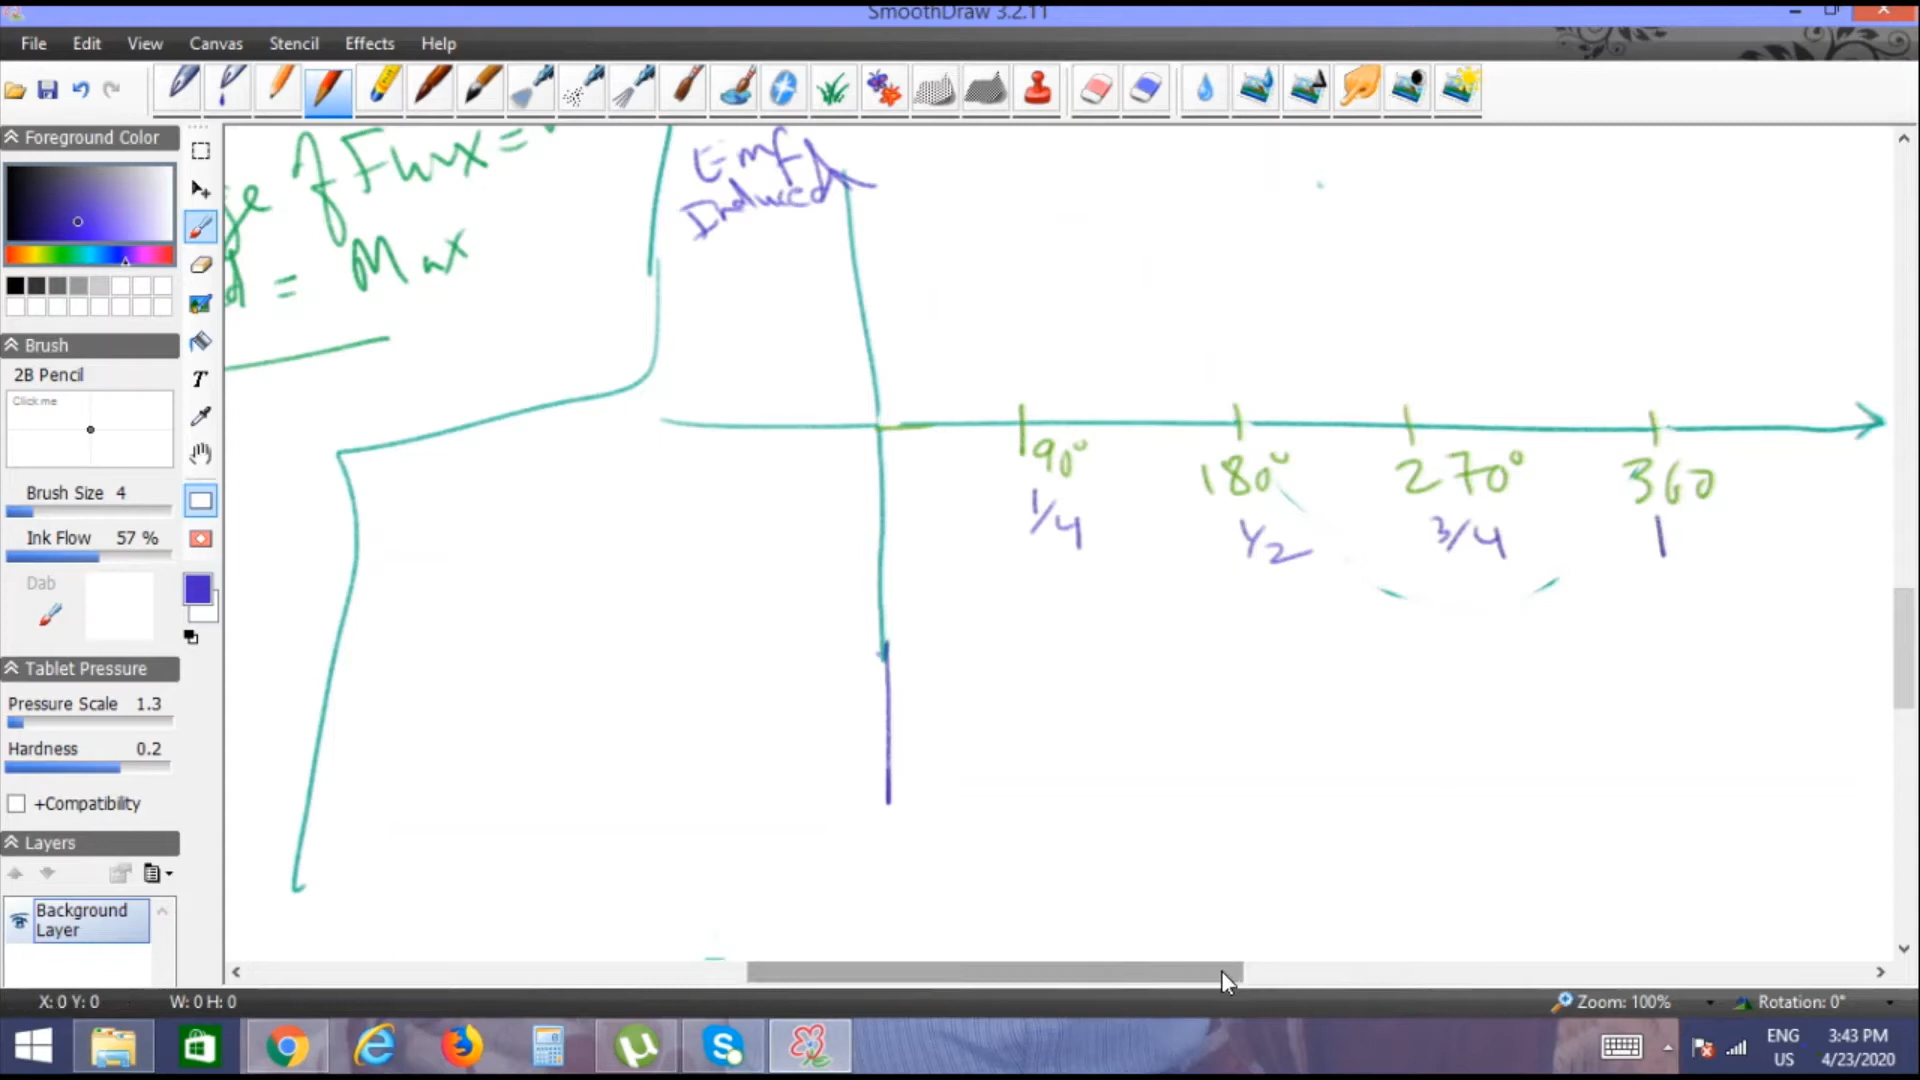 SmoothDraw 3.2.11
File Edit View Canvas Stencil Effects Help
Foreground Color
Brush
2B Pencil
Click me
Brush Size 4
Ink Flow 57 %
Dab
Tablet Pressure
Pressure Scale 1.3
Hardness 0.2
+Compatibility
Layers
Background
Layer
T
of Flux =
= Max
Emf
Induced
90° 180° 270° 360
1/4 1/2 3/4 1
X: 0 Y: 0 W: 0 H: 0 Zoom: 100% Rotation: 0°
ENG
US
3:43 PM
4/23/2020